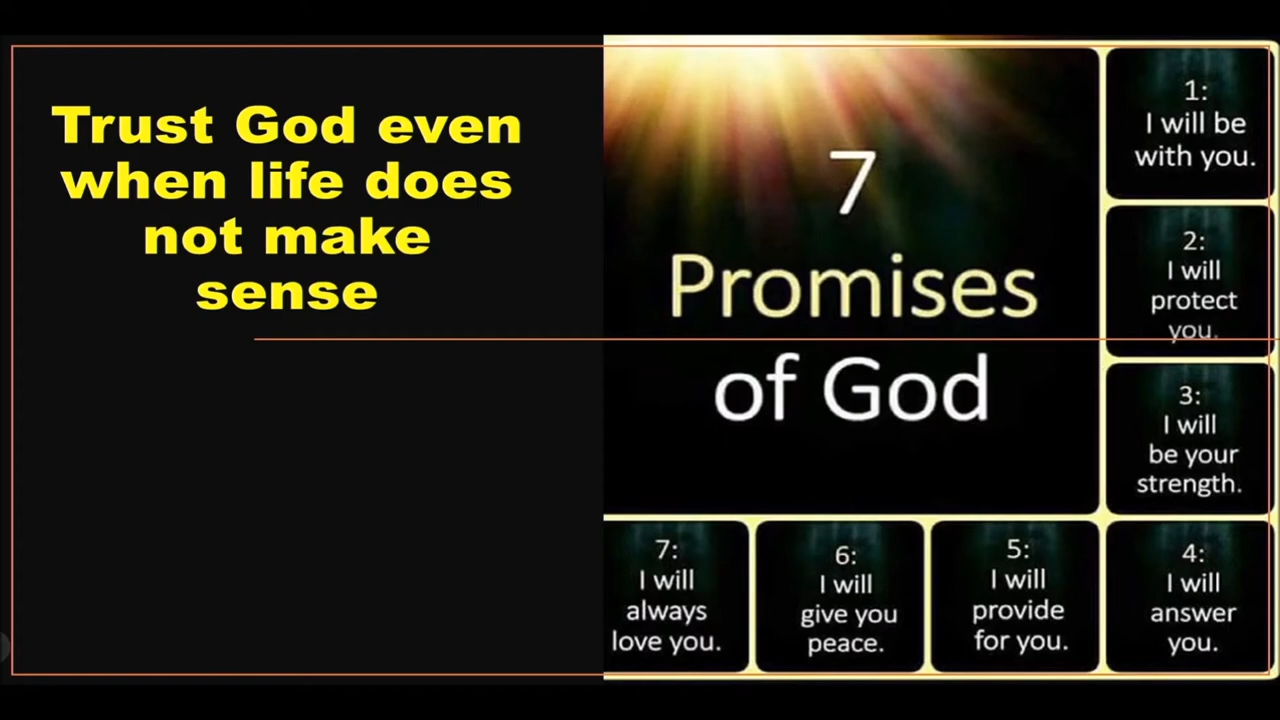 Trust God even
when life does
not make
sense
7
Promises
of God
1:
I will be
with you.
2:
I will
protect
you.
3:
I will
be your
strength.
4:
I will
answer
you.
5:
I will
provide
for you.
6:
I will
give you
peace.
7:
I will
always
love you.